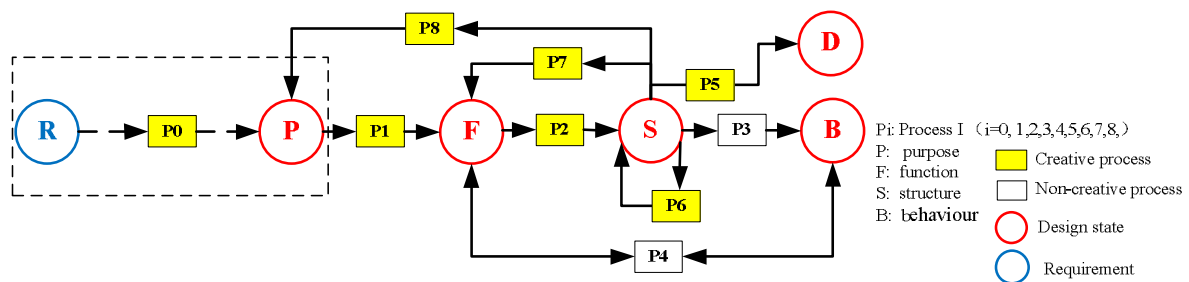 P8
D
P7
P5
R
P0
P
P1
F
P2
S
P3
B
P6
P4
Pi: Process I （i=0, 1,2,3,4,5,6,7,8,）
P: purpose
F: function
S: structure
B: behaviour
Creative process
Non-creative process
Design state
Requirement